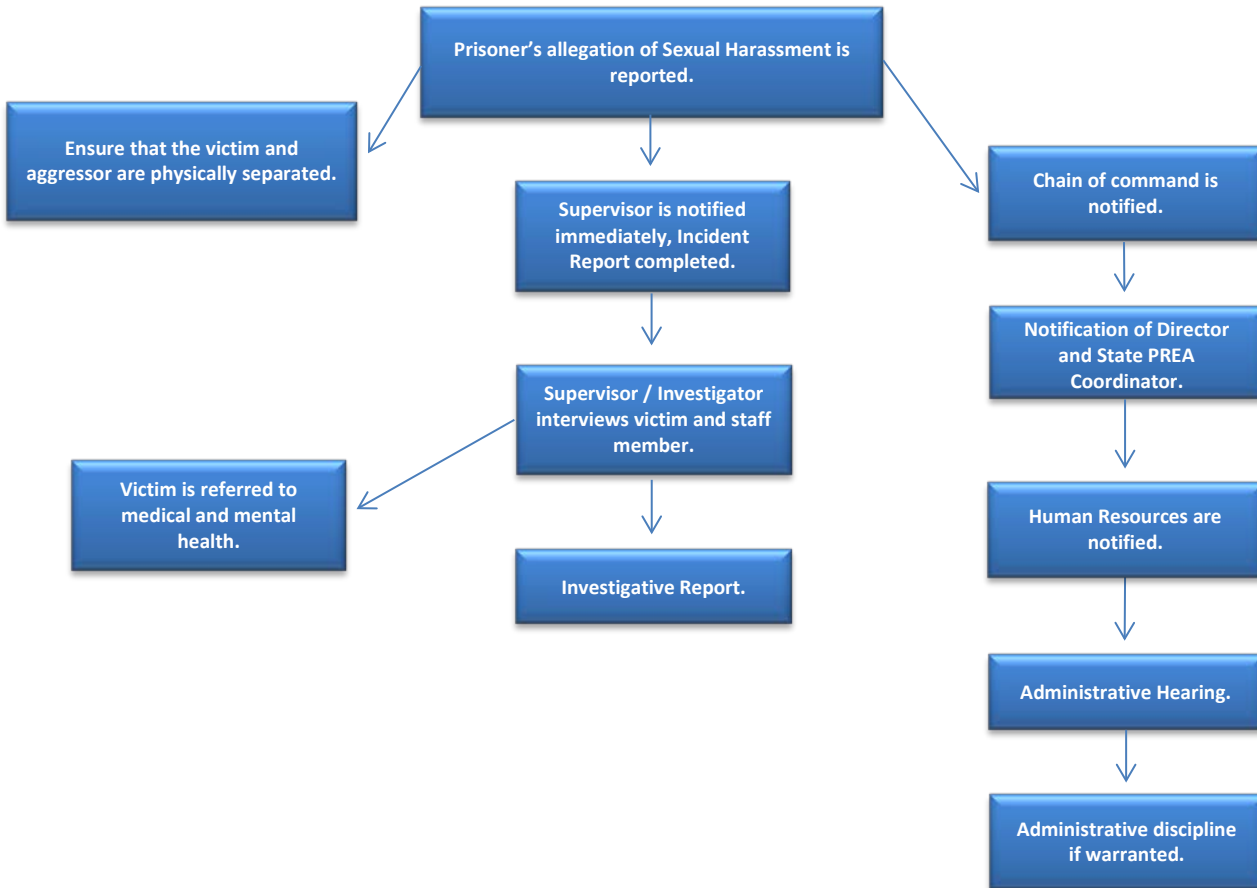 Prisoner’s allegation of Sexual Harassment is
reported.
Ensure that the victim and
aggressor are physically separated.
Supervisor is notified
immediately, Incident
Report completed.
Chain of command is
notified.
Notification of Director
and State PREA
Coordinator.
Supervisor / Investigator
interviews victim and staff
member.
Victim is referred to
medical and mental
health.
Human Resources are
notified.
Investigative Report.
Administrative Hearing.
Administrative discipline
if warranted.